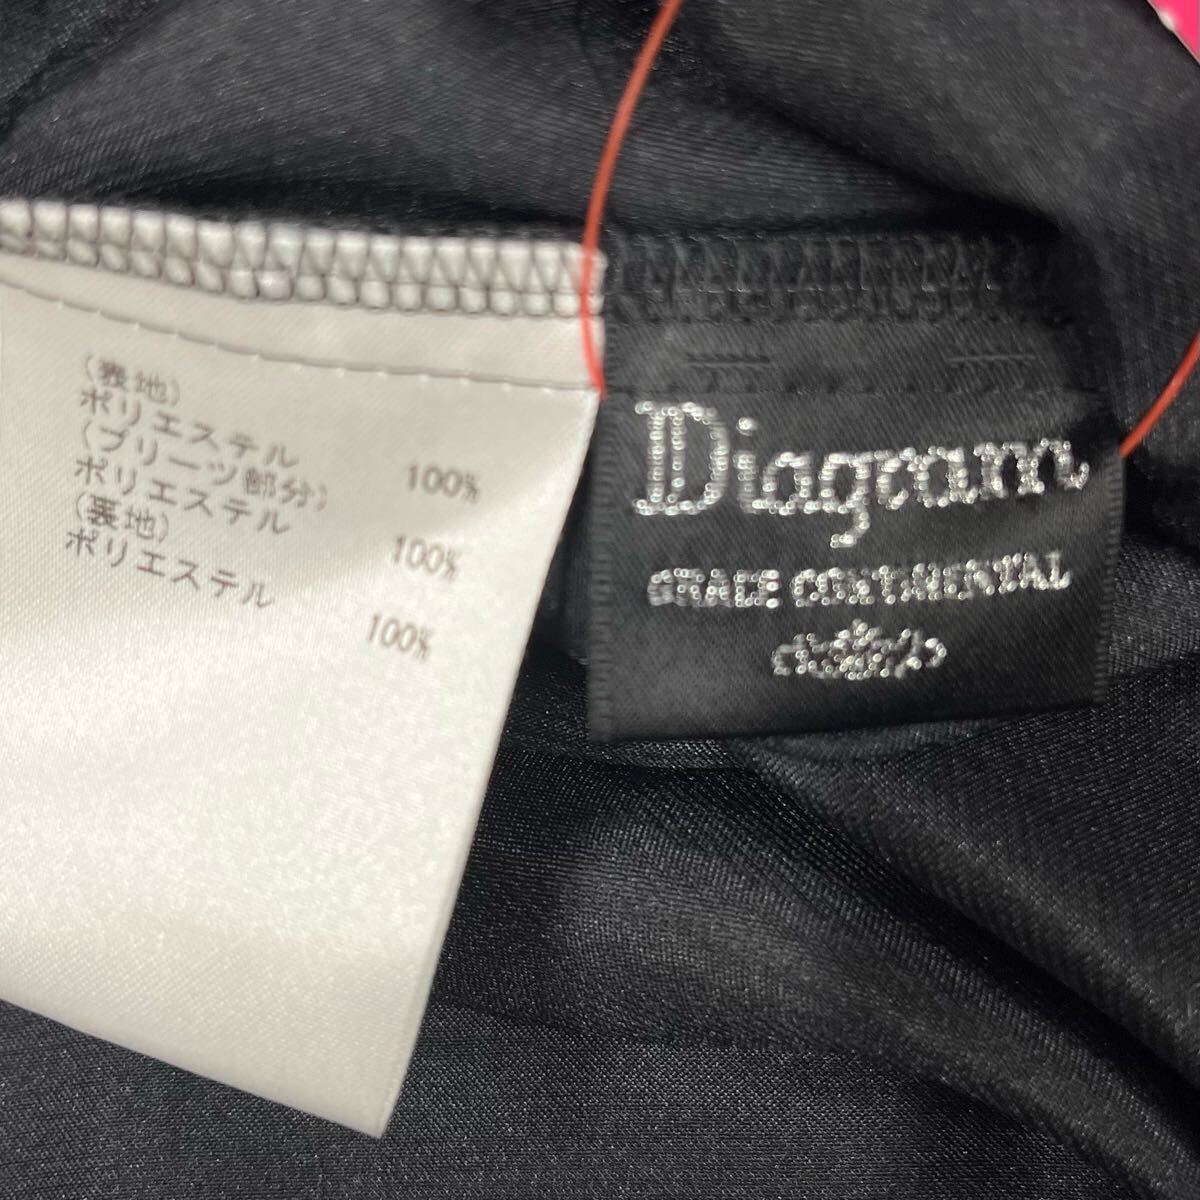 (表地)
ポリエステル 100%
(プリーツ部分)
ポリエステル 100%
(裏地)
ポリエステル 100%
Diagram
GRACE CONTINENTAL